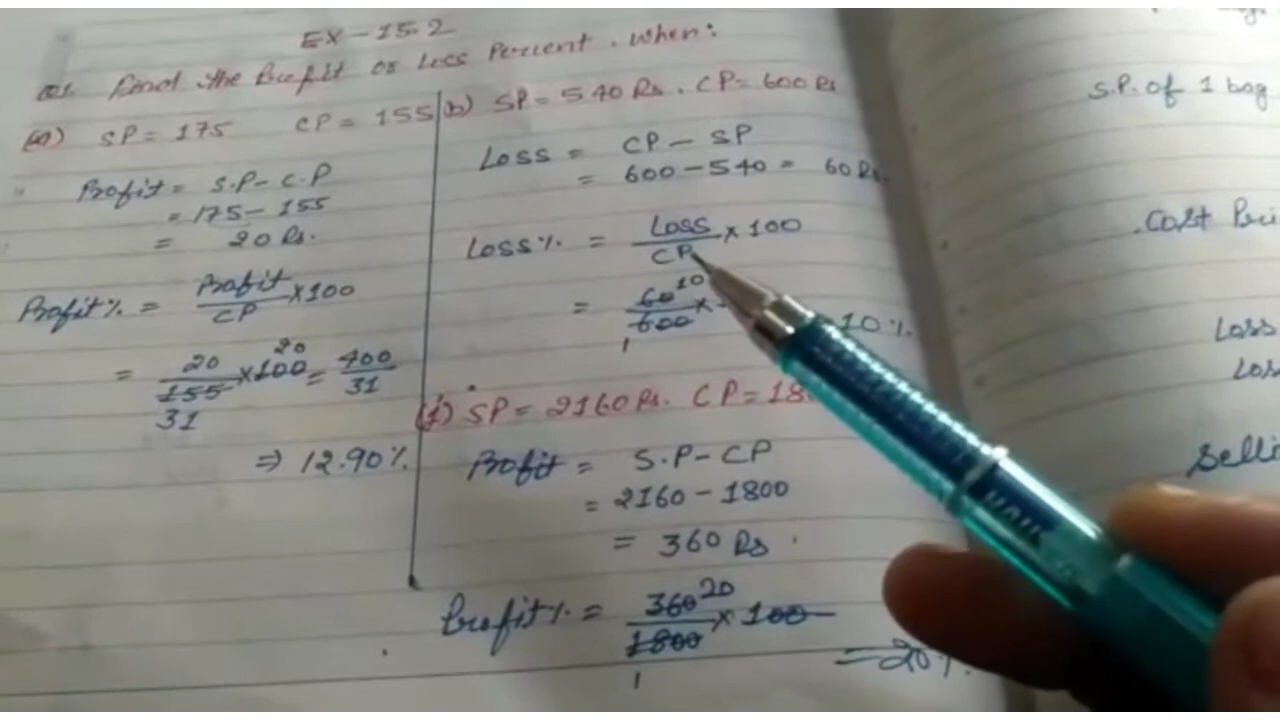 EX-15.2
Q1. Find the Profit or Loss Percent. When:
(a) SP = 175 CP = 155
Profit = S.P - C.P
= 175 - 155
= 20 Rs.
Profit% = Profit/CP × 100
= 20/155 × 100 = 400/31
31
20
⇒ 12.90%.
(b) SP = 540 Rs. CP = 600 Rs
Loss = CP - SP
= 600 - 540 = 60 Rs.
Loss% = Loss/CP × 100
= 60/600 ×
10
1
10%.
(f) SP = 2160 Rs. CP = 18
Profit = S.P - CP
= 2160 - 1800
= 360 Rs.
Profit% = 360/1800 × 100
20
1
= 20%.
S.P. of 1 bag
Cost Pri
Loss
Los
Selli